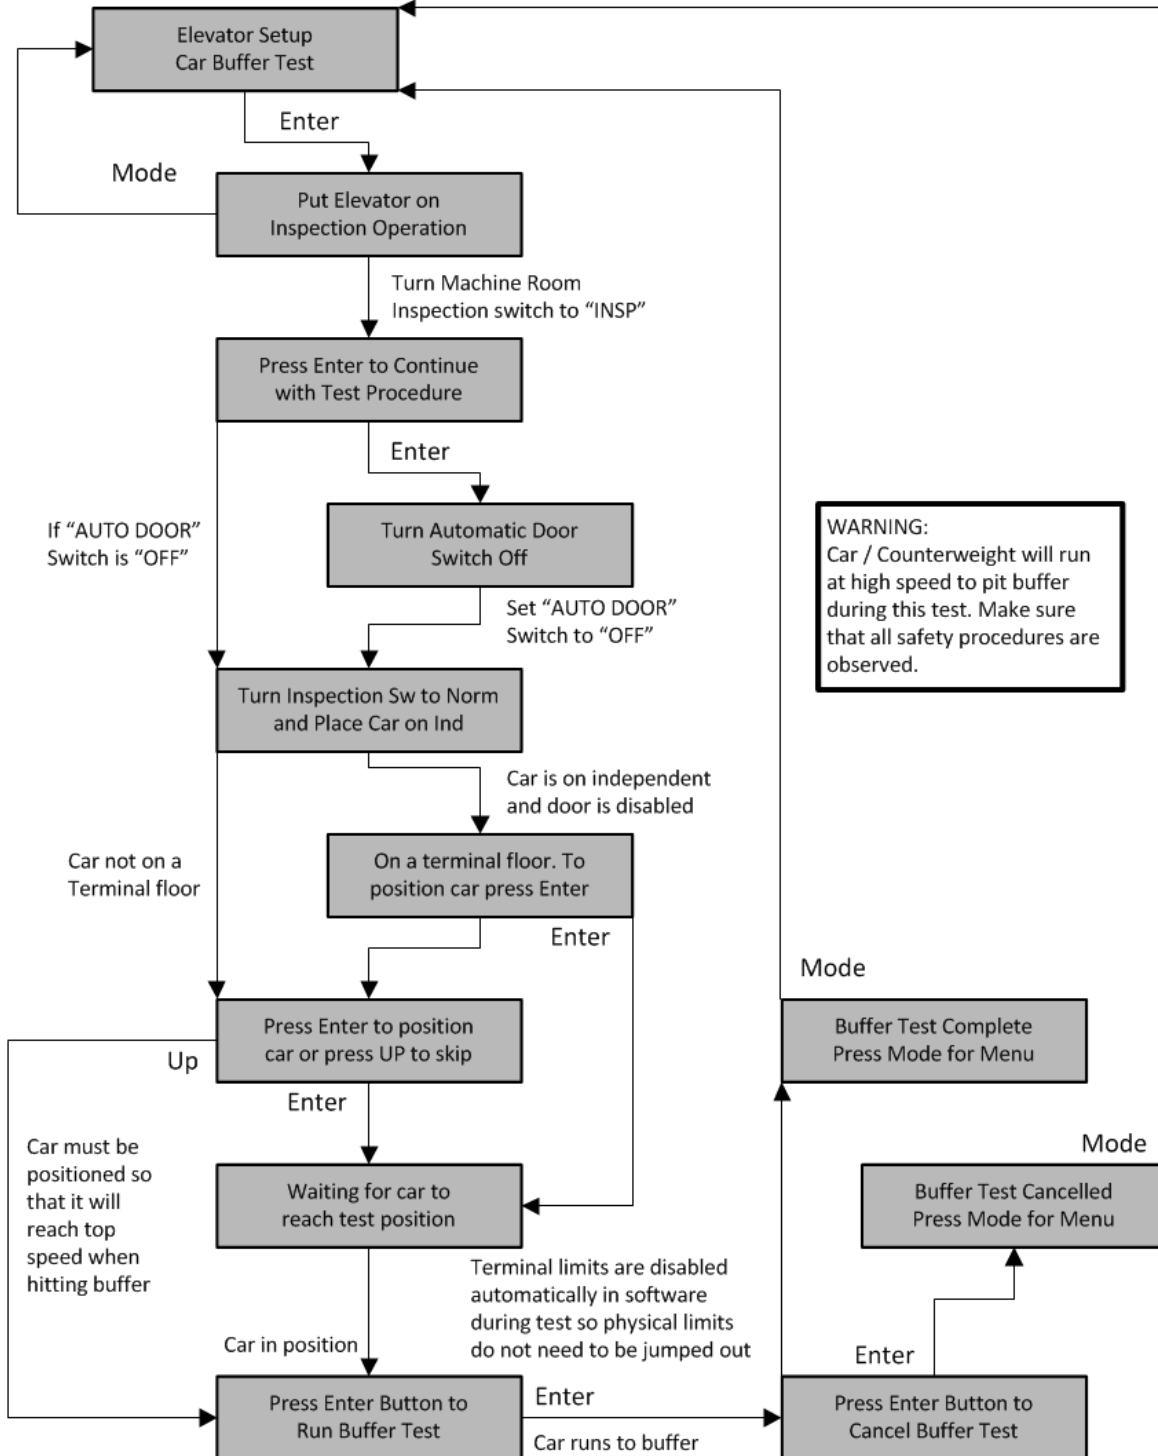 Elevator Setup
Car Buffer Test
Enter
Mode
Put Elevator on
Inspection Operation
Turn Machine Room
Inspection switch to “INSP”
Press Enter to Continue
with Test Procedure
Enter
If “AUTO DOOR”
Switch is “OFF”
Turn Automatic Door
Switch Off
WARNING:
Car / Counterweight will run
at high speed to pit buffer
during this test. Make sure
that all safety procedures are
observed.
Set “AUTO DOOR”
Switch to “OFF”
Turn Inspection Sw to Norm
and Place Car on Ind
Car is on independent
and door is disabled
Car not on a
Terminal floor
On a terminal floor. To
position car press Enter
Enter
Mode
Press Enter to position
car or press UP to skip
Up
Buffer Test Complete
Press Mode for Menu
Enter
Car must be
positioned so
that it will
reach top
speed when
hitting buffer
Mode
Waiting for car to
reach test position
Buffer Test Cancelled
Press Mode for Menu
Terminal limits are disabled
automatically in software
during test so physical limits
do not need to be jumped out
Car in position
Enter
Press Enter Button to
Run Buffer Test
Enter
Car runs to buffer
Press Enter Button to
Cancel Buffer Test